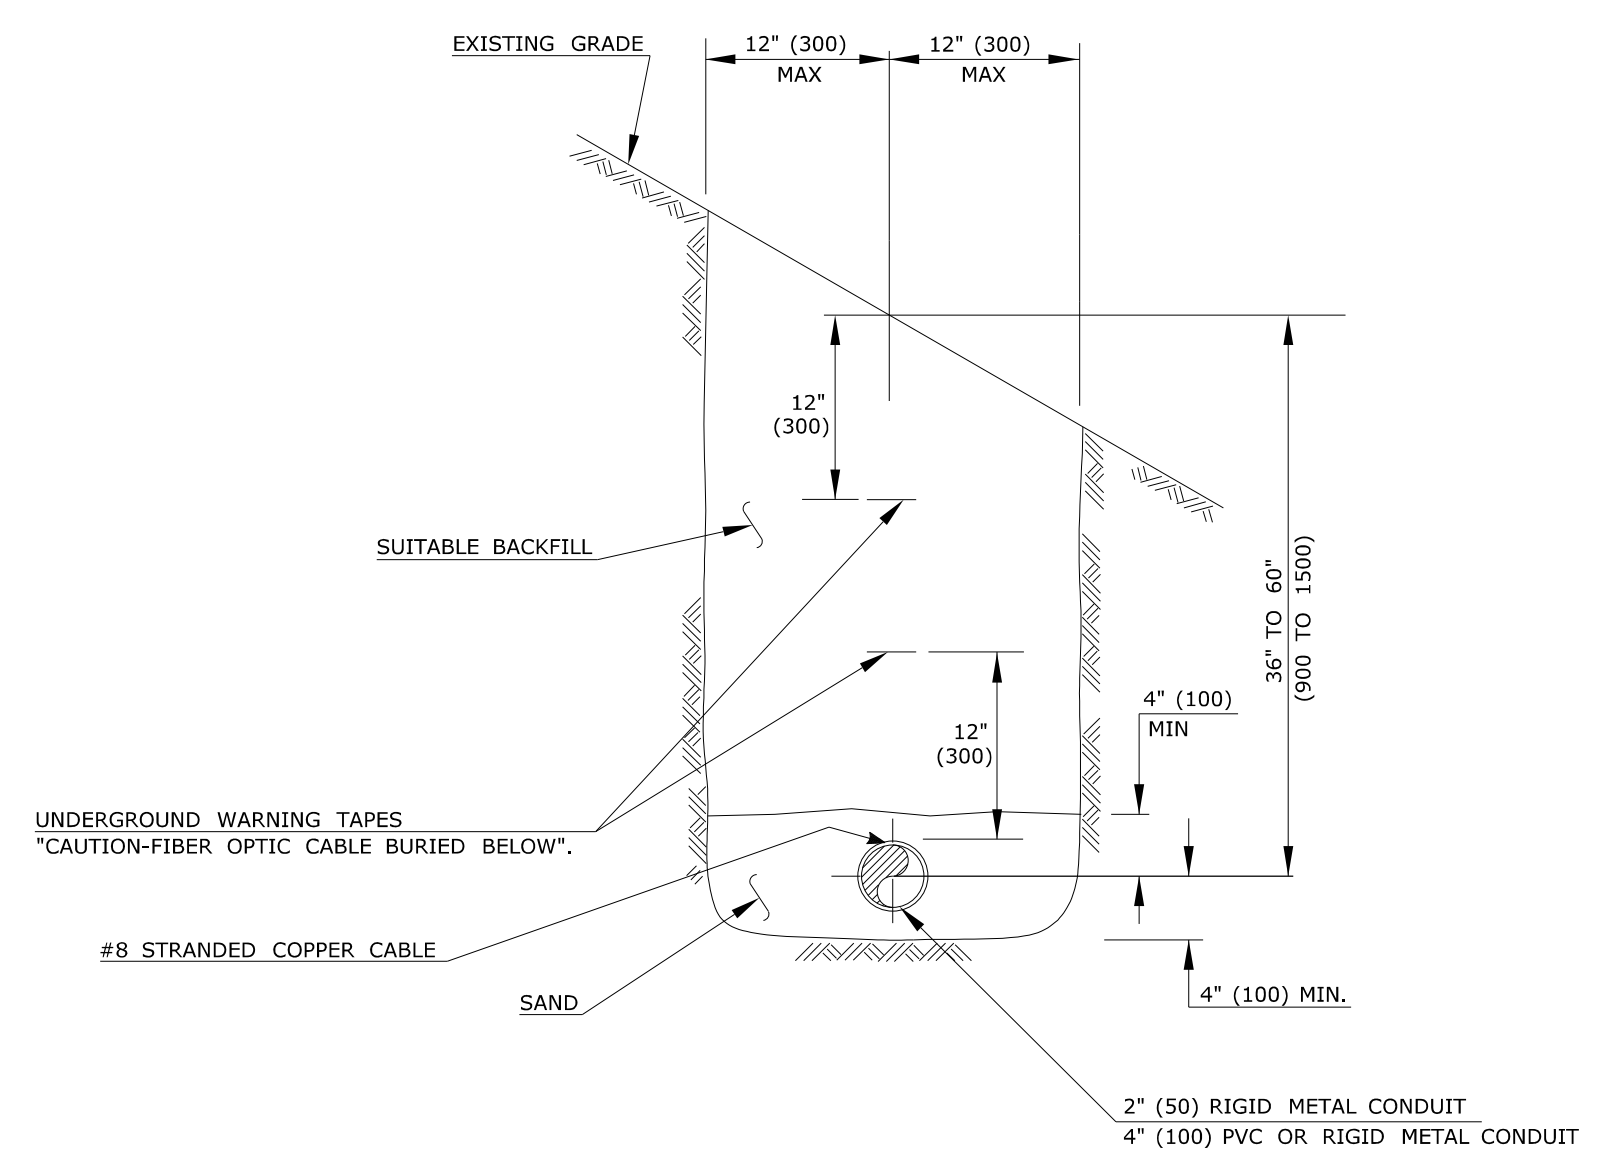 EXISTING GRADE
12" (300)
MAX
12" (300)
MAX
12"
(300)
SUITABLE BACKFILL
36" TO 60"
(900 TO 1500)
4" (100)
MIN
12"
(300)
UNDERGROUND WARNING TAPES
"CAUTION-FIBER OPTIC CABLE BURIED BELOW".
#8 STRANDED COPPER CABLE
SAND
4" (100) MIN.
2" (50) RIGID METAL CONDUIT
4" (100) PVC OR RIGID METAL CONDUIT